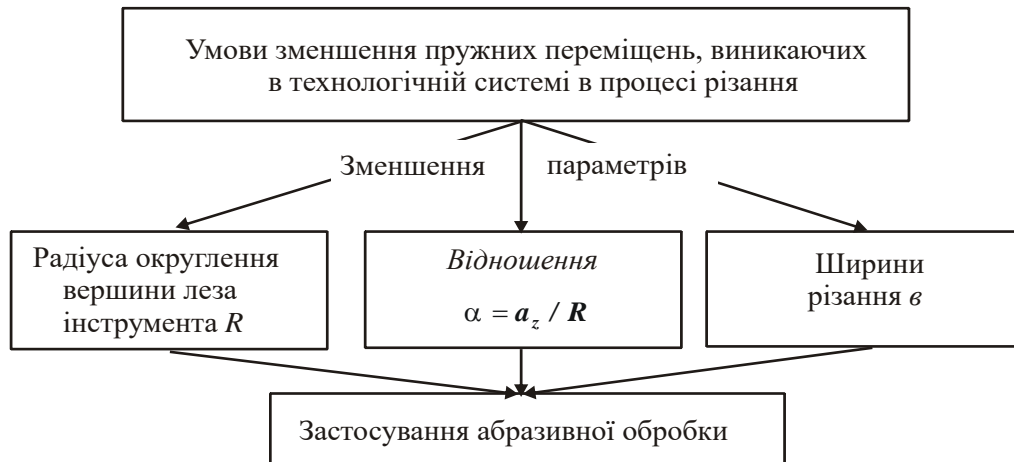 Умови зменшення пружних переміщень, виникаючих
в технологічній системі в процесі різання
Зменшення параметрів
Радіуса округлення
вершини леза
інструмента R
Відношення
α = a_z / R
Ширини
різання в
Застосування абразивної обробки